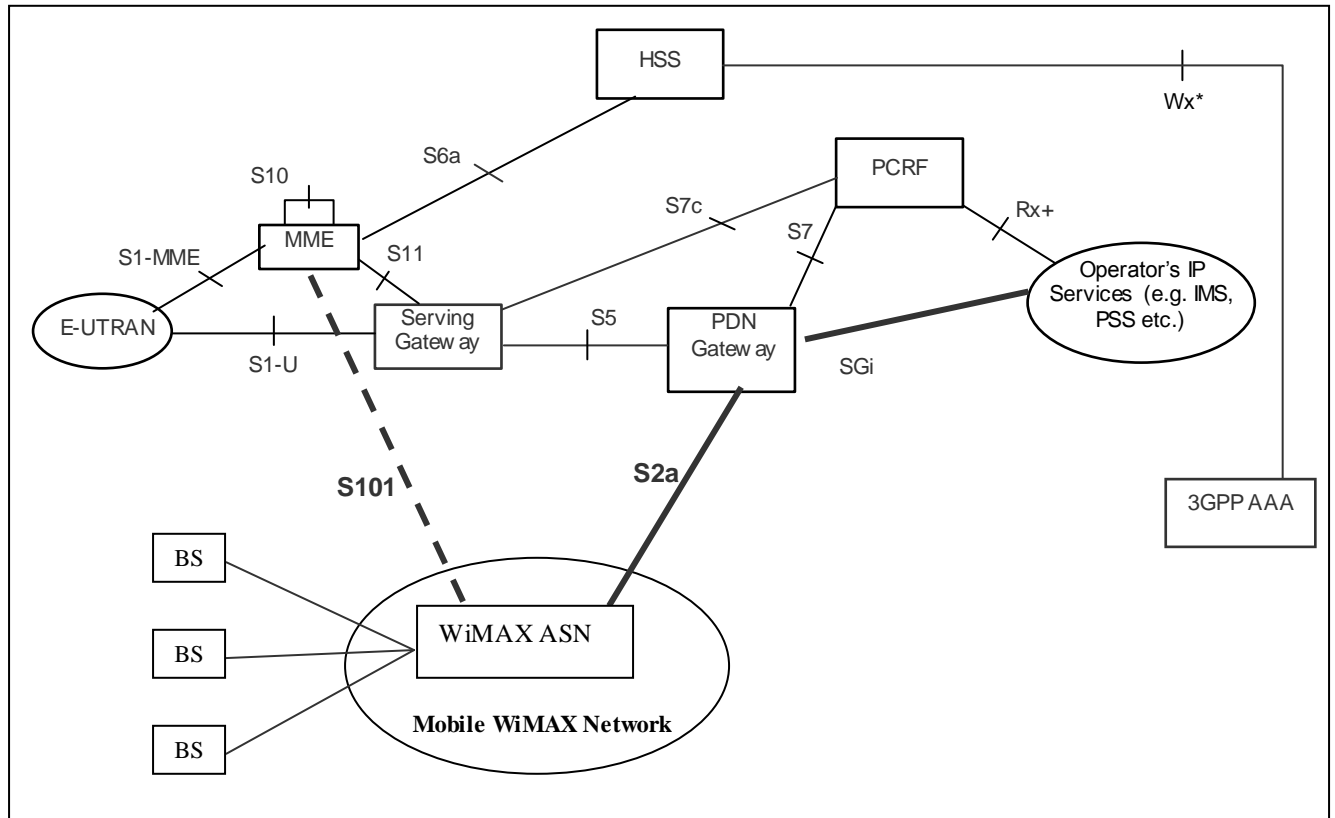 HSS
Wx*
S6a
PCRF
S10
S7c
Rx+
MME
S7
S1-MME
S11
Operator's IP
Services (e.g. IMS,
PSS etc.)
E-UTRAN
Serving
Gateway
S5
PDN
Gateway
S1-U
SGi
S101
S2a
3GPP AAA
BS
WiMAX ASN
BS
Mobile WiMAX Network
BS